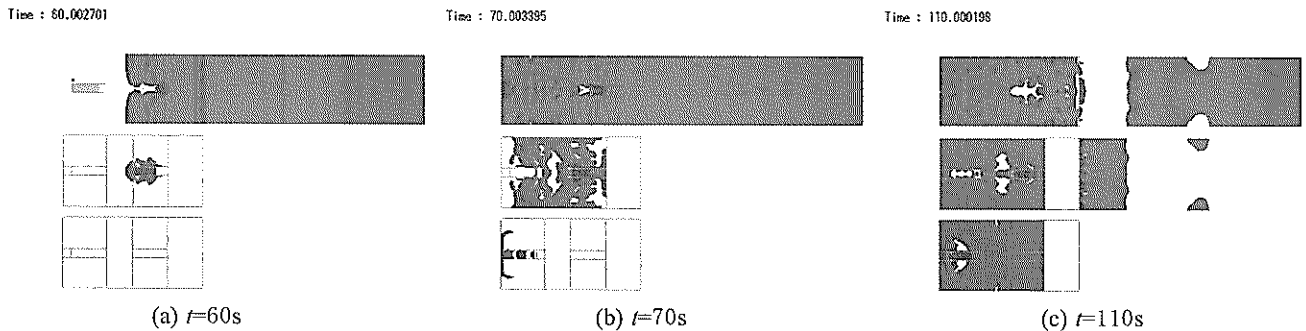 Time : 60.002701
Time : 70.003395
Time : 110.000198
(a) t=60s
(b) t=70s
(c) t=110s